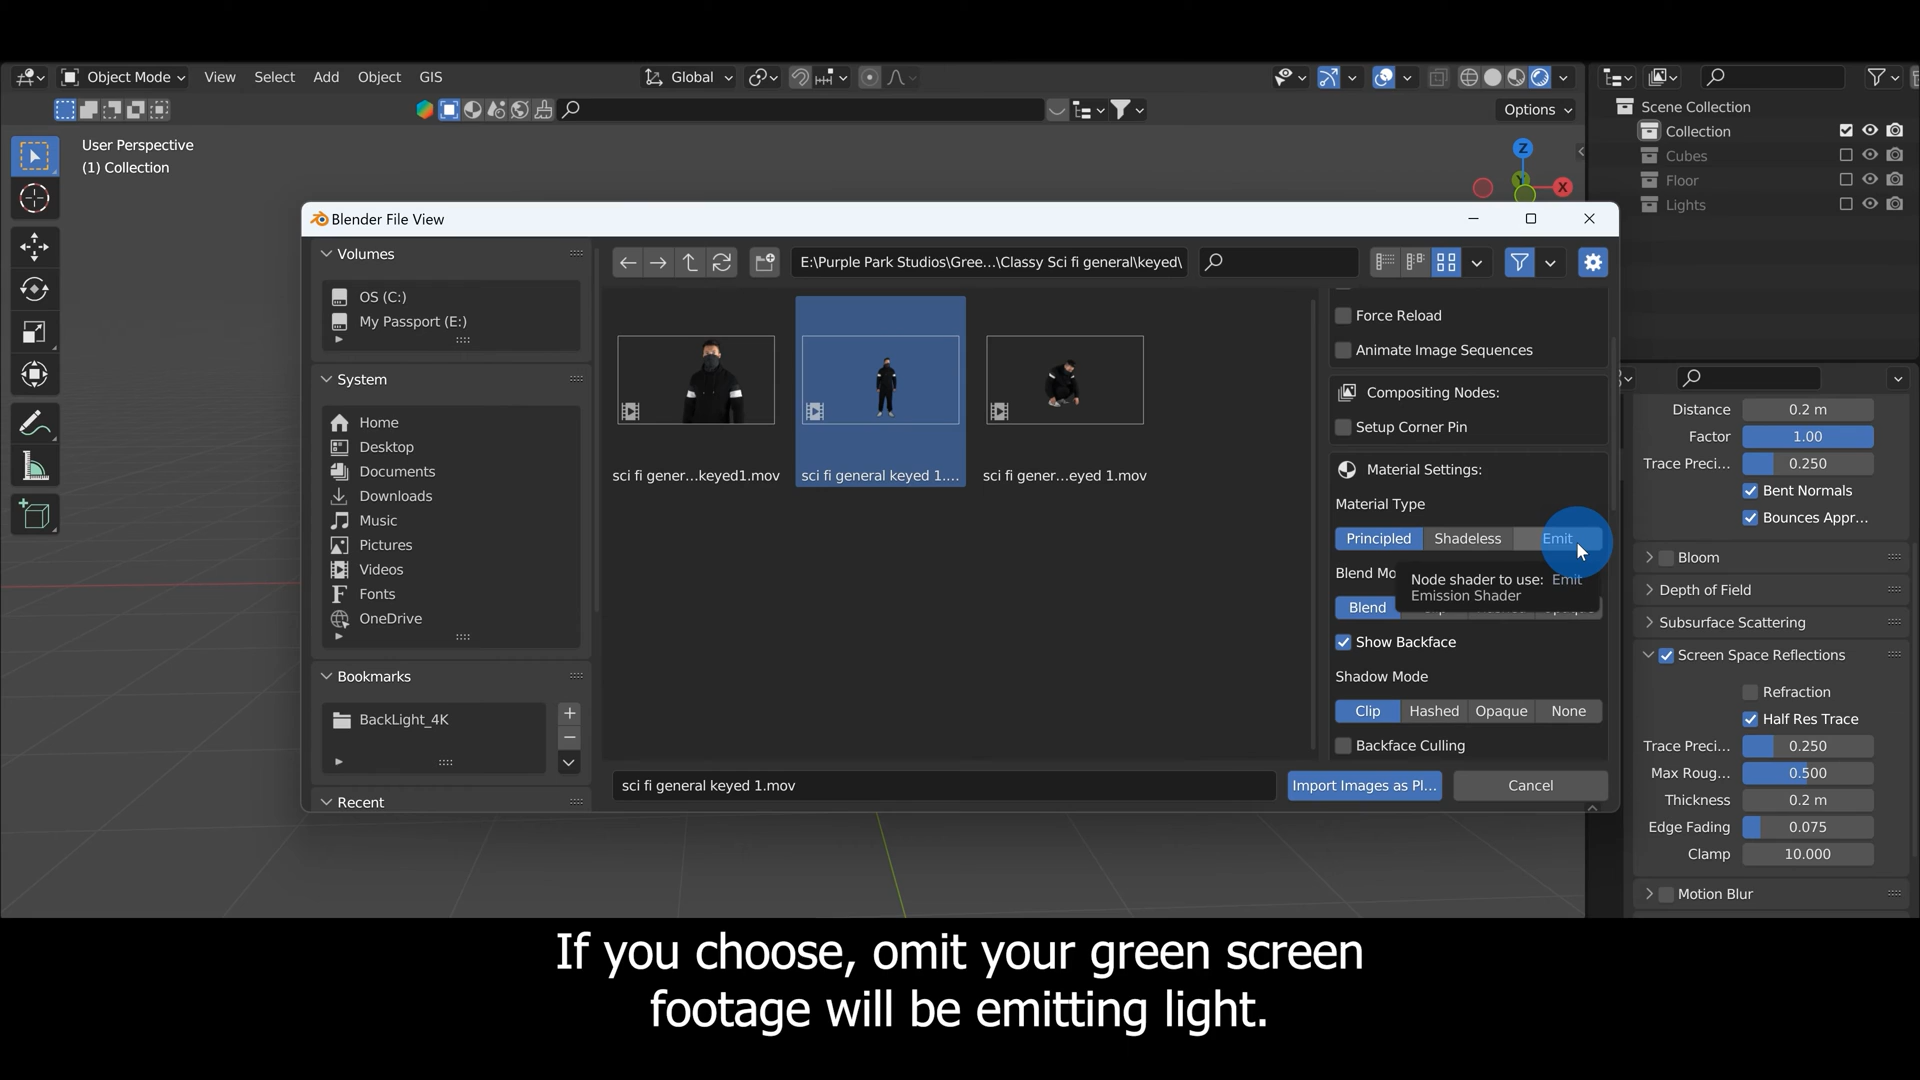 Object Mode
View
Select
Add
Object
GIS
Global
Options
User Perspective
(1) Collection
Z
X
Scene Collection
Collection
Cubes
Floor
Lights
Blender File View
Volumes
OS (C:)
My Passport (E:)
System
Home
Desktop
Documents
Downloads
Music
Pictures
Videos
Fonts
OneDrive
Bookmarks
BackLight_4K
Recent
E:\Purple Park Studios\Gree...\Classy Sci fi general\keyed\
sci fi gener...keyed1.mov
sci fi general keyed 1....
sci fi gener...eyed 1.mov
Force Reload
Animate Image Sequences
Compositing Nodes:
Setup Corner Pin
Material Settings:
Material Type
Principled
Shadeless
Emit
Blend Mo
Node shader to use: Emit
Emission Shader
Blend
Show Backface
Shadow Mode
Clip
Hashed
Opaque
None
Backface Culling
sci fi general keyed 1.mov
Import Images as Pl...
Cancel
Distance 0.2 m
Factor 1.00
Trace Preci... 0.250
Bent Normals
Bounces Appr...
Bloom
Depth of Field
Subsurface Scattering
Screen Space Reflections
Refraction
Half Res Trace
Trace Preci... 0.250
Max Roug... 0.500
Thickness 0.2 m
Edge Fading 0.075
Clamp 10.000
Motion Blur
If you choose, omit your green screen
footage will be emitting light.